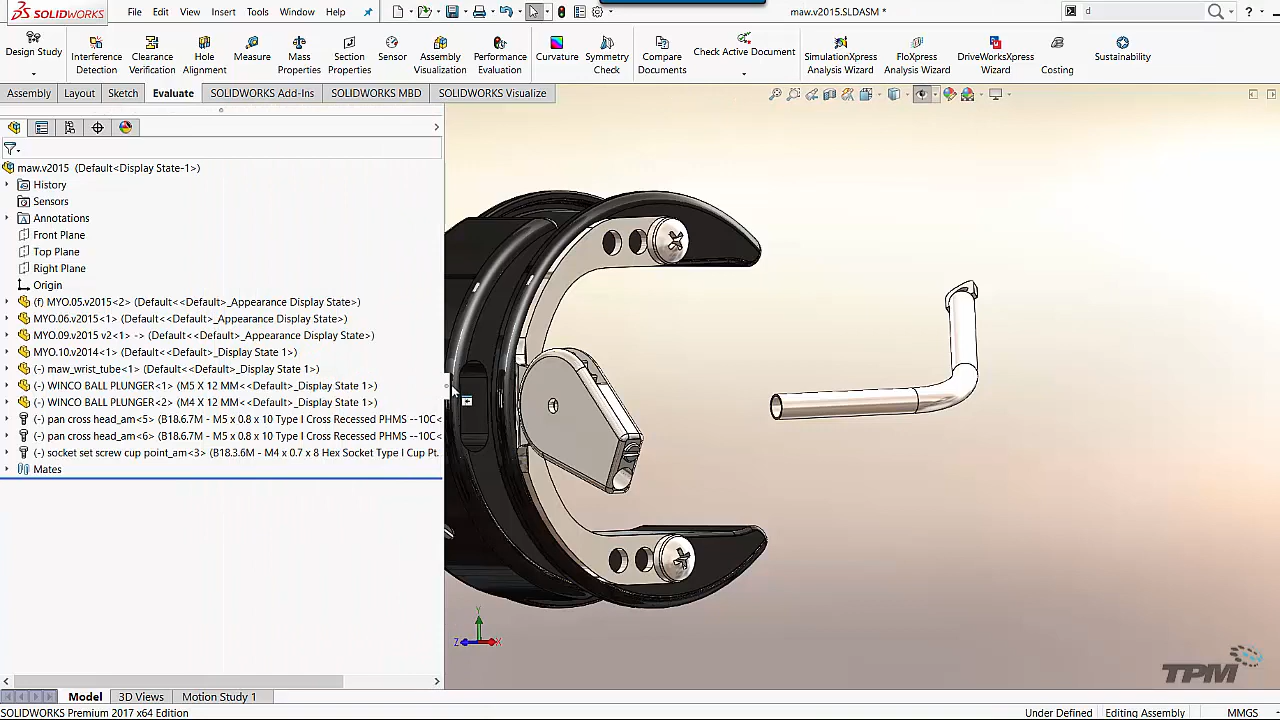 SOLIDWORKS
File Edit View Insert Tools Window Help
maw.v2015.SLDASM *
d
?
Design Study
Interference Detection
Clearance Verification
Hole Alignment
Measure
Mass Properties
Section Properties
Sensor
Assembly Visualization
Performance Evaluation
Curvature
Symmetry Check
Compare Documents
Check Active Document
SimulationXpress Analysis Wizard
FloXpress Analysis Wizard
DriveWorksXpress Wizard
Costing
Sustainability
Assembly Layout Sketch Evaluate SOLIDWORKS Add-Ins SOLIDWORKS MBD SOLIDWORKS Visualize
maw.v2015 (Default<Display State-1>)
History
Sensors
Annotations
Front Plane
Top Plane
Right Plane
Origin
(f) MYO.05.v2015<2> (Default<<Default>_Appearance Display State>)
MYO.06.v2015<1> (Default<<Default>_Appearance Display State>)
MYO.09.v2015 v2<1> -> (Default<<Default>_Appearance Display State>)
MYO.10.v2014<1> (Default<<Default>_Display State 1>)
(-) maw_wrist_tube<1> (Default<<Default>_Display State 1>)
(-) WINCO BALL PLUNGER<1> (M5 X 12 MM<<Default>_Display State 1>)
(-) WINCO BALL PLUNGER<2> (M4 X 12 MM<<Default>_Display State 1>)
(-) pan cross head_am<5> (B18.6.7M - M5 x 0.8 x 10 Type I Cross Recessed PHMS --10C<
(-) pan cross head_am<6> (B18.6.7M - M5 x 0.8 x 10 Type I Cross Recessed PHMS --10C<
(-) socket set screw cup point_am<3> (B18.3.6M - M4 x 0.7 x 8 Hex Socket Type I Cup Pt.
Mates
Y
Z X
TPM
Model 3D Views Motion Study 1
SOLIDWORKS Premium 2017 x64 Edition
Under Defined Editing Assembly MMGS